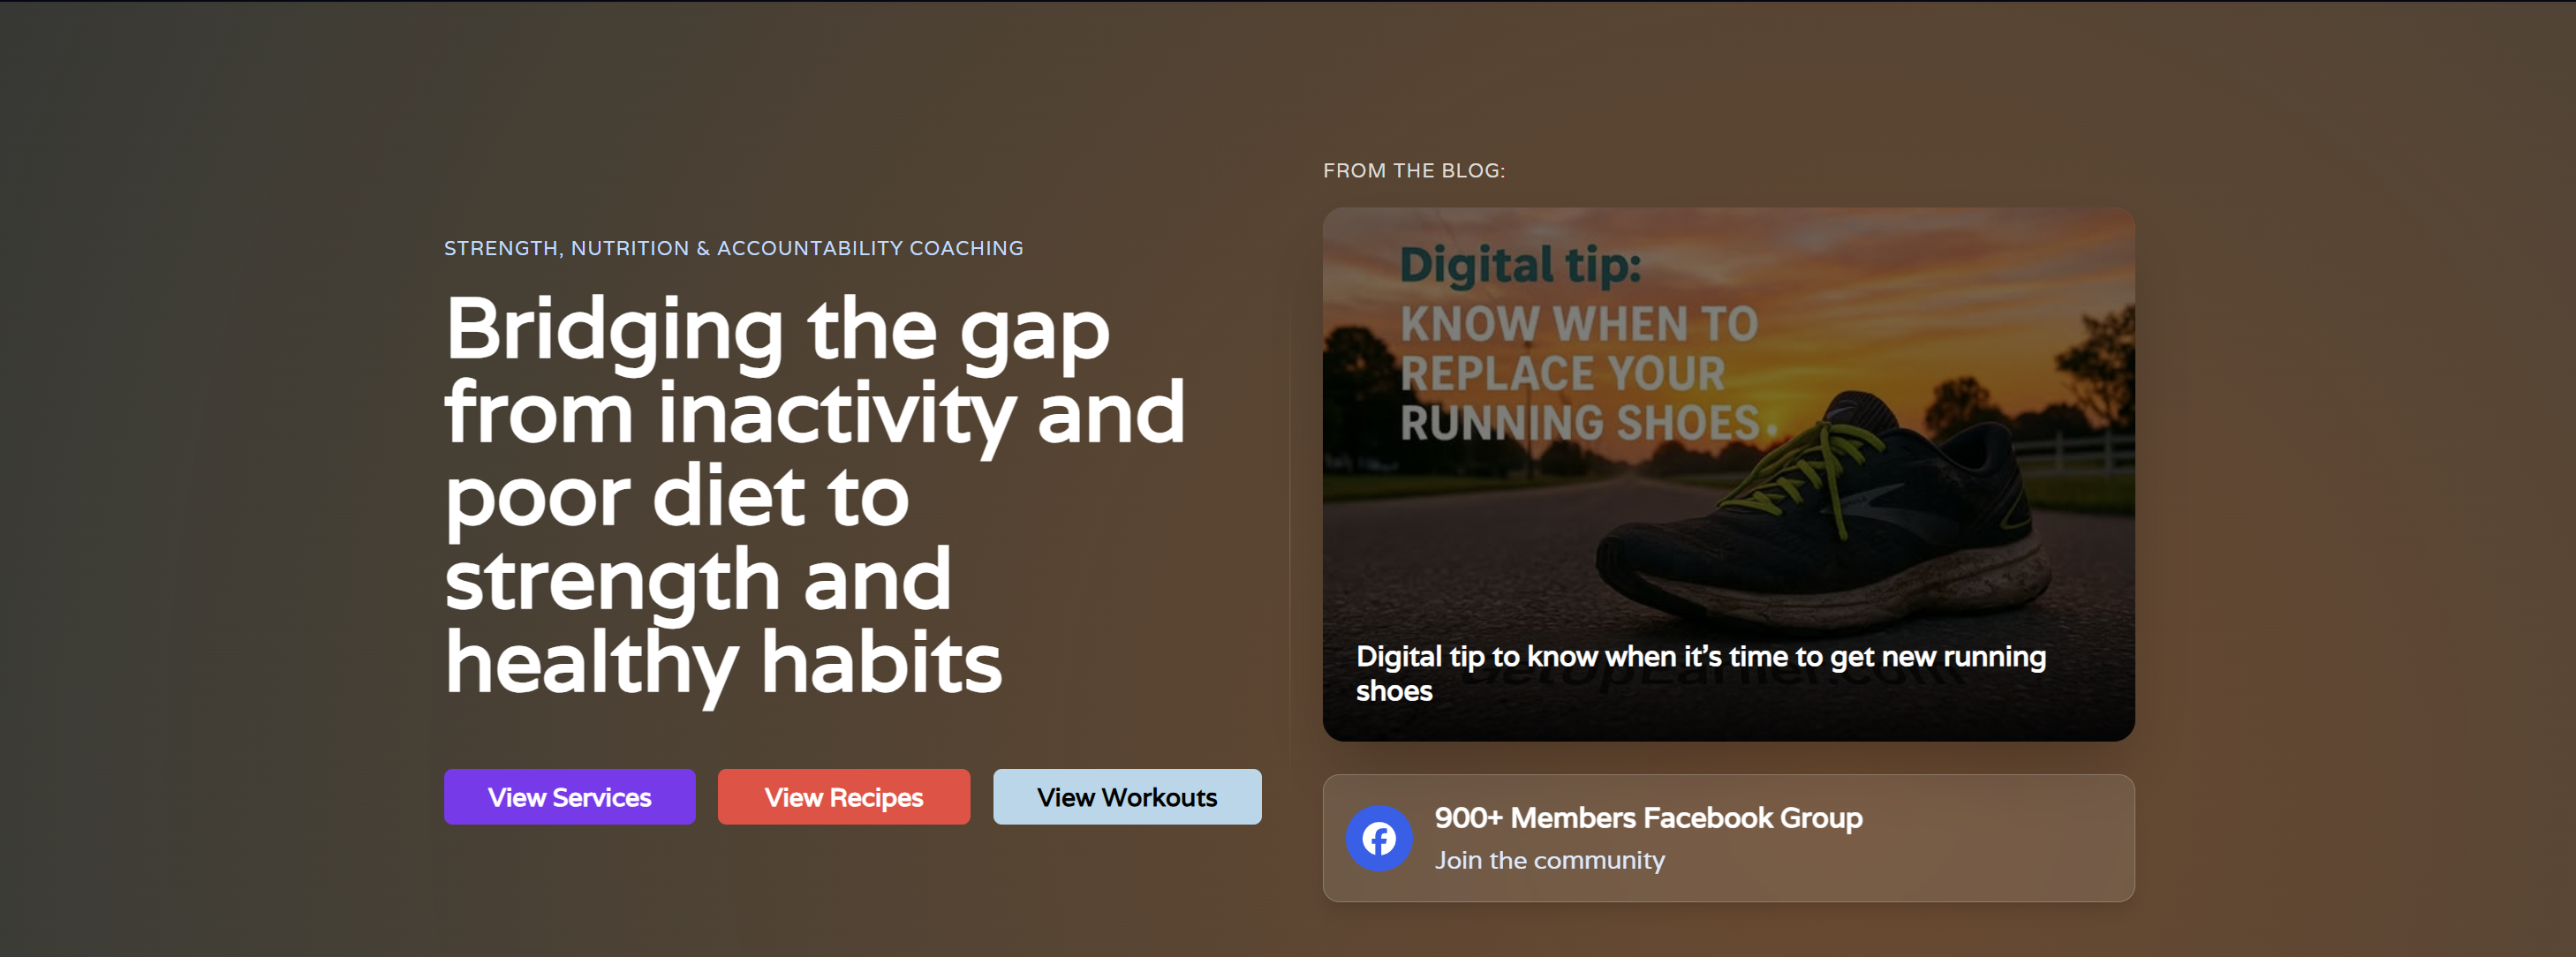 STRENGTH, NUTRITION & ACCOUNTABILITY COACHING
Bridging the gap
from inactivity and
poor diet to
strength and
healthy habits
View Services
View Recipes
View Workouts
FROM THE BLOG:
Digital tip:
KNOW WHEN TO
REPLACE YOUR
RUNNING SHOES.
GetUpEarlier.com
Digital tip to know when it’s time to get new running
shoes
900+ Members Facebook Group
Join the community